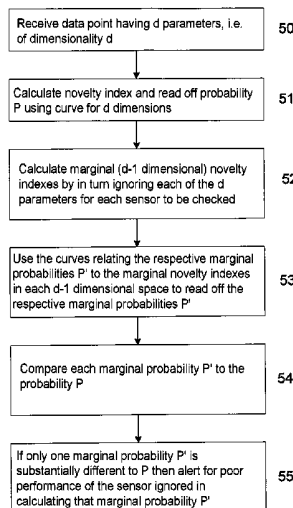 Receive data point having d parameters, i.e.
of dimensionality d
50
Calculate novelty index and read off probability
P using curve for d dimensions
51
Calculate marginal (d-1 dimensional) novelty
indexes by in turn ignoring each of the d
parameters for each sensor to be checked
52
Use the curves relating the respective marginal
probabilities P' to the marginal novelty indexes
in each d-1 dimensional space to read off the
respective marginal probabilities P'
53
Compare each marginal probability P' to the
probability P
54
If only one marginal probability P' is
substantially different to P then alert for poor
performance of the sensor ignored in
calculating that marginal probability P'
55